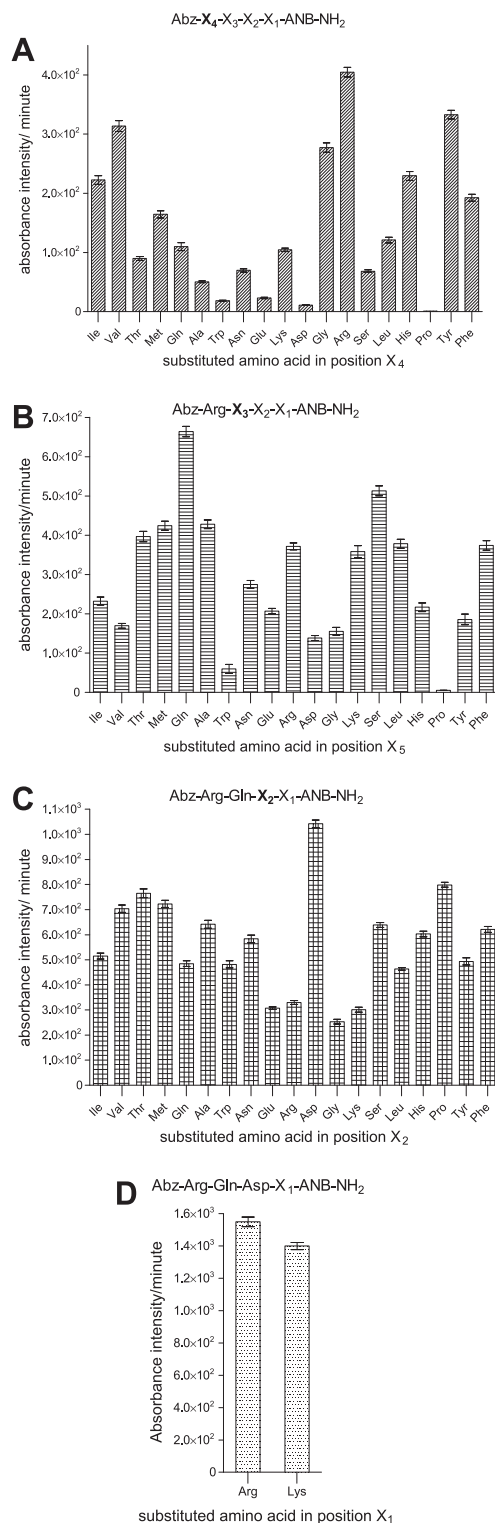 Abz-X₄-X₃-X₂-X₁-ANB-NH₂
A
absorbance intensity/ minute
4.0×10²
3.0×10²
2.0×10²
1.0×10²
0
Ile Val Thr Met Gln Ala Trp Asn Glu Lys Asp Gly Arg Ser Leu His Pro Tyr Phe
substituted amino acid in position X₄
Abz-Arg-X₃-X₂-X₁-ANB-NH₂
B
absorbance intensity/minute
7.0×10²
6.0×10²
5.0×10²
4.0×10²
3.0×10²
2.0×10²
1.0×10²
0
Ile Val Thr Met Gln Ala Trp Asn Glu Arg Asp Gly Lys Ser Leu His Pro Tyr Phe
substituted amino acid in position X₅
Abz-Arg-Gln-X₂-X₁-ANB-NH₂
C
absorbance intensity/ minute
1.1×10³
1.0×10³
9.0×10²
8.0×10²
7.0×10²
6.0×10²
5.0×10²
4.0×10²
3.0×10²
2.0×10²
1.0×10²
0
Ile Val Thr Met Gln Ala Trp Asn Glu Arg Asp Gly Lys Ser Leu His Pro Tyr Phe
substituted amino acid in position X₂
D
Abz-Arg-Gln-Asp-X₁-ANB-NH₂
Absorbance intensity/minute
1.6×10³
1.4×10³
1.2×10³
1.0×10³
8.0×10²
6.0×10²
4.0×10²
2.0×10²
0
Arg Lys
substituted amino acid in position X₁